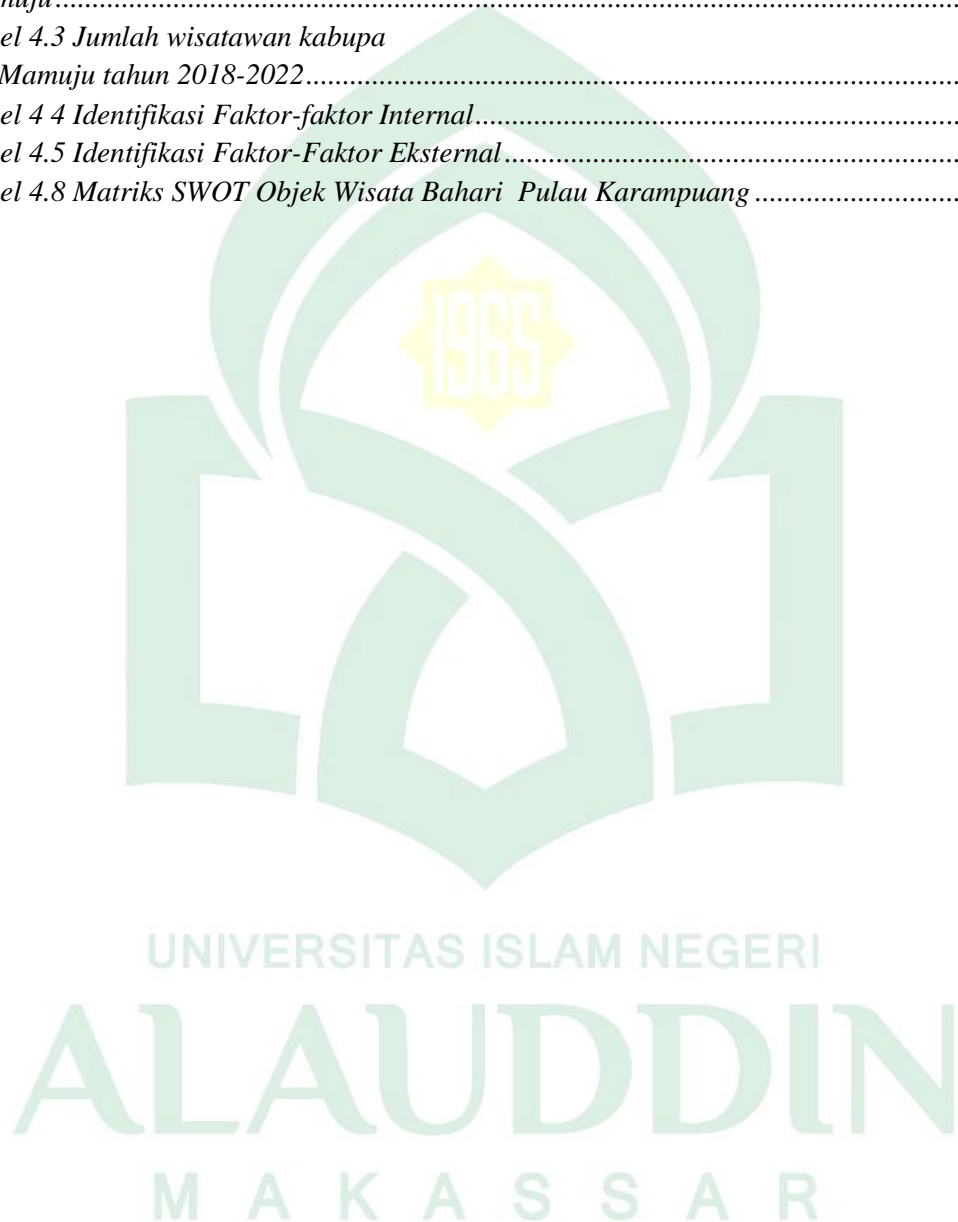 el 4.3 Jumlah wisatawan kabupa
Mamuju tahun 2018-2022........................................................................................
el 4 4 Identifikasi Faktor-faktor Internal................................................................
el 4.5 Identifikasi Faktor-Faktor Eksternal............................................................
el 4.8 Matriks SWOT Objek Wisata Bahari Pulau Karampuang...........................
1965
UNIVERSITAS ISLAM NEGERI
ALAUDDIN
MAKASSAR